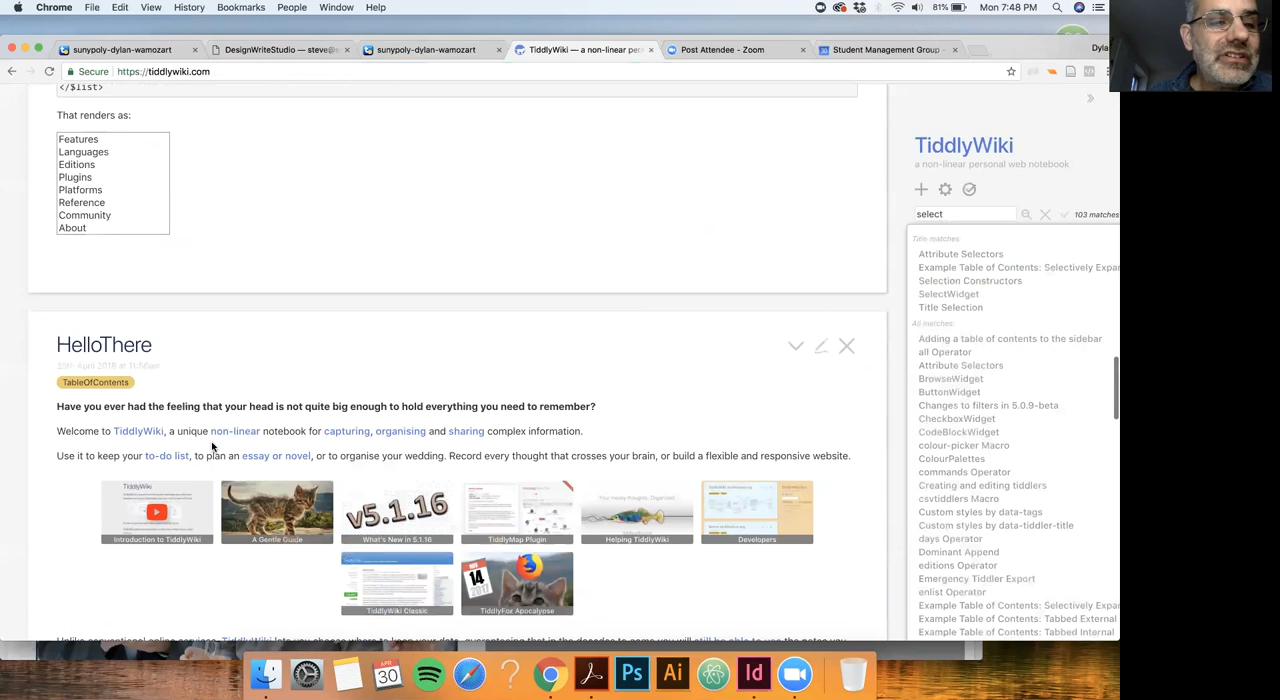 Chrome File Edit View History Bookmarks People Window Help
81% Mon 7:48 PM
sunypoly-dylan-wamozart
DesignWriteStudio — steve@
sunypoly-dylan-wamozart
TiddlyWiki — a non-linear per
Post Attendee - Zoom
Student Management Group -
Dyla
Secure https://tiddlywiki.com
</$list>
That renders as:
Features
Languages
Editions
Plugins
Platforms
Reference
Community
About
HelloThere
April 2018 at
TableOfContents
Have you ever had the feeling that your head is not quite big enough to hold everything you need to remember?
Welcome to TiddlyWiki, a unique non-linear notebook for capturing, organising and sharing complex information.
Use it to keep your to-do list, to plan an essay or novel, or to organise your wedding. Record every thought that crosses your brain, or build a flexible and responsive website.
Introduction to TiddlyWiki
A Gentle Guide
v5.1.16
What's New in 5.1.16
TiddlyMap Plugin
Helping TiddlyWiki
Developers
TiddlyWiki Classic
14
2017
TiddlyFox Apocalypse
TiddlyWiki
a non-linear personal web notebook
select
103 matches
Title matches:
Attribute Selectors
Example Table of Contents: Selectively Expa
Selection Constructors
SelectWidget
Title Selection
All matches:
Adding a table of contents to the sidebar
all Operator
Attribute Selectors
BrowseWidget
ButtonWidget
Changes to filters in 5.0.9-beta
CheckboxWidget
CodeBlockWidget
colour-picker Macro
ColourPalettes
commands Operator
Creating and editing tiddlers
csvtiddlers Macro
Custom styles by data-tags
Custom styles by data-tiddler-title
days Operator
Dominant Append
editions Operator
Emergency Tiddler Export
enlist Operator
Example Table of Contents: Selectively Expa
Example Table of Contents: Tabbed External
Example Table of Contents: Tabbed Internal
APR
30
Ps
Ai
Id